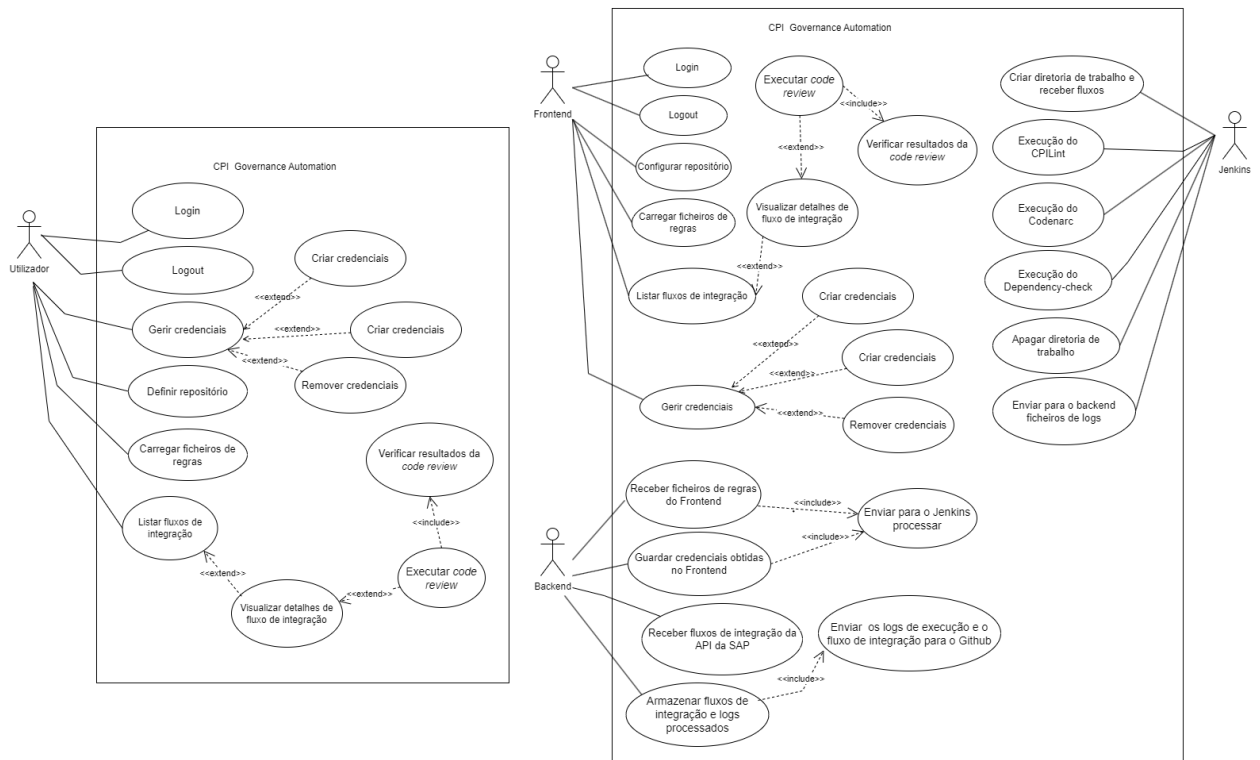 CPI Governance Automation
Utilizador
Login
Logout
Criar credenciais
<<extend>>
Gerir credenciais
<<extend>>
Criar credenciais
<<extend>>
Remover credenciais
Definir repositório
Carregar ficheiros de
regras
Verificar resultados da
code review
Listar fluxos de
integração
<<include>>
<<extend>>
Executar code
review
<<extend>>
Visualizar detalhes de
fluxo de integração
CPI Governance Automation
Frontend
Login
Logout
Configurar repositório
Carregar ficheiros de
regras
Listar fluxos de integração
Executar code
review
<<include>>
Verificar resultados da
code review
<<extend>>
Visualizar detalhes de
fluxo de integração
<<extend>>
Criar credenciais
<<extend>>
Criar credenciais
<<extend>>
Gerir credenciais
<<extend>>
Remover credenciais
Jenkins
Criar diretoria de trabalho e
receber fluxos
Execução do
CPILint
Execução do
Codenarc
Execução do
Dependency-check
Apagar diretoria de
trabalho
Enviar para o backend
ficheiros de logs
Backend
Receber ficheiros de regras
do Frontend
<<include>>
Enviar para o Jenkins
processar
Guardar credenciais obtidas
no Frontend
<<include>>
Receber fluxos de integração da
API da SAP
Enviar os logs de execução e o
fluxo de integração para o Github
<<include>>
Armazenar fluxos de
integração e logs
processados